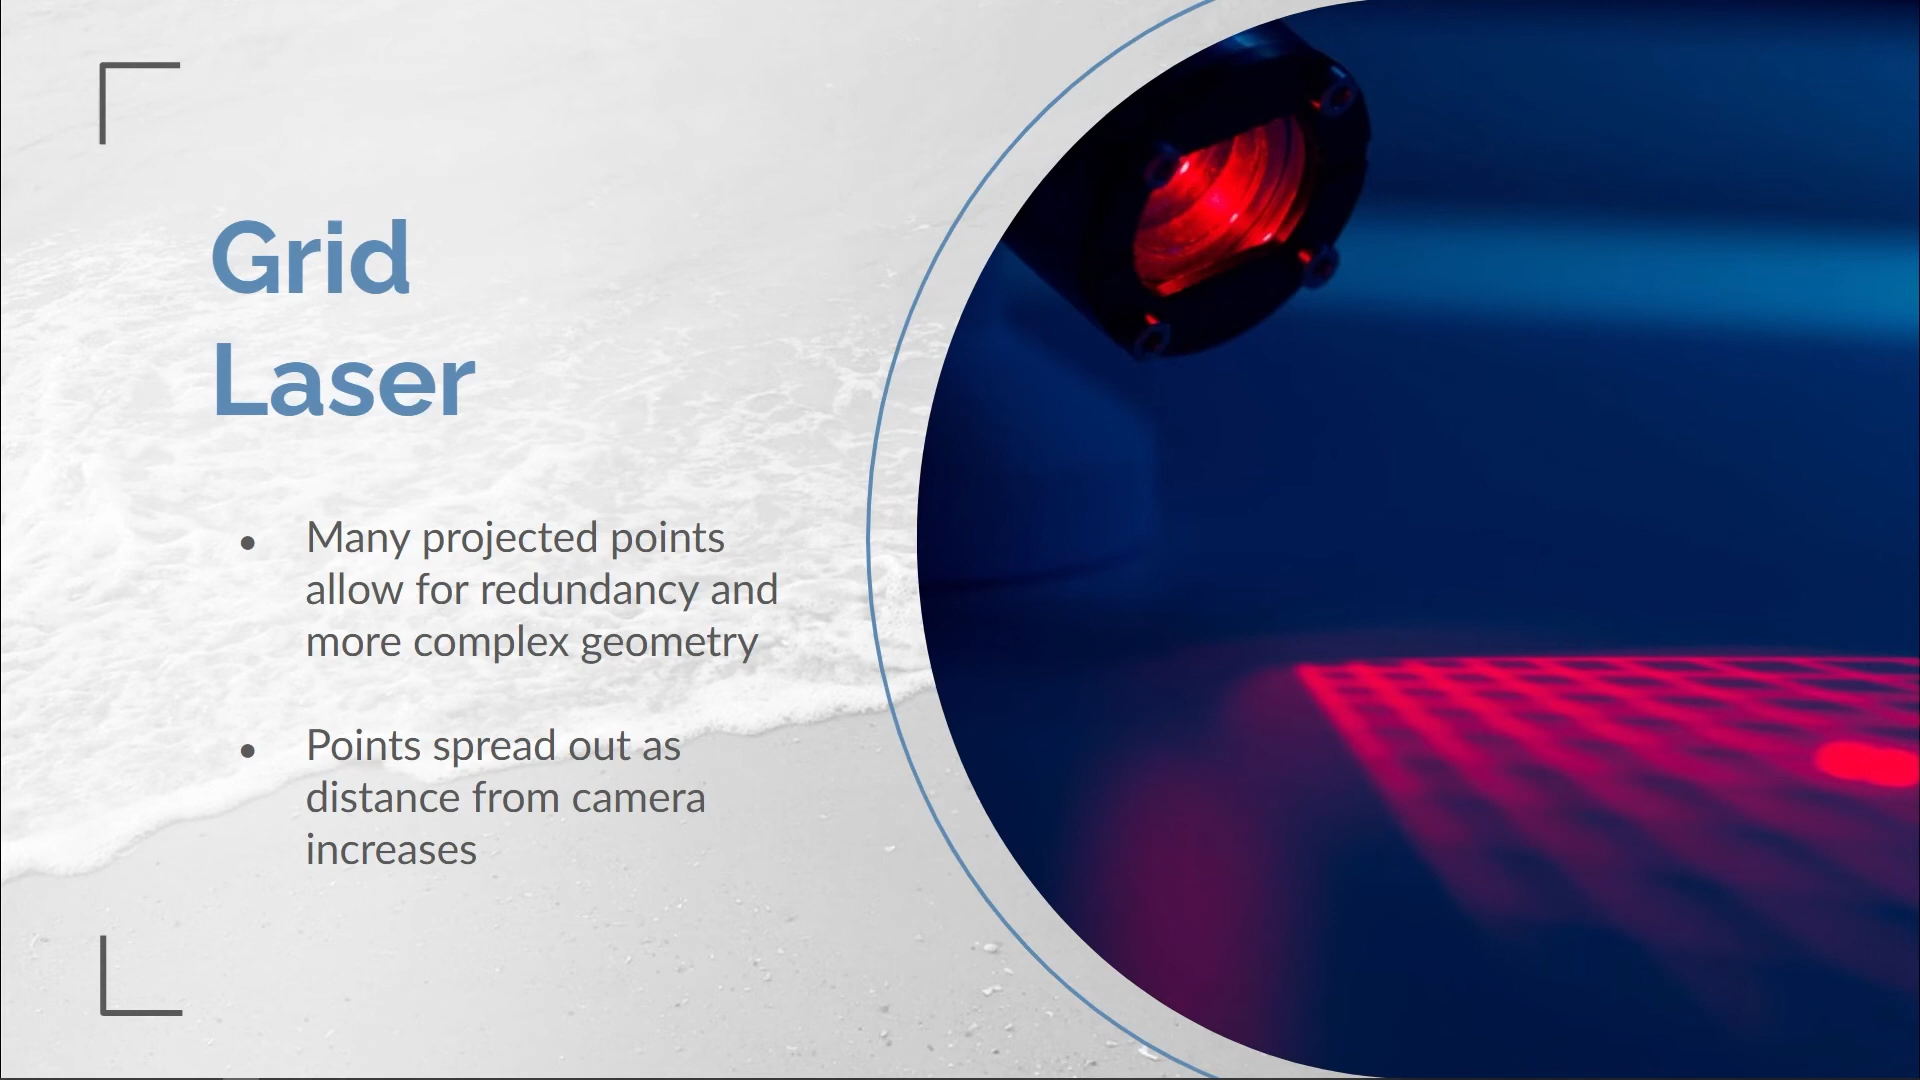 Grid
Laser
● Many projected points
allow for redundancy and
more complex geometry
● Points spread out as
distance from camera
increases